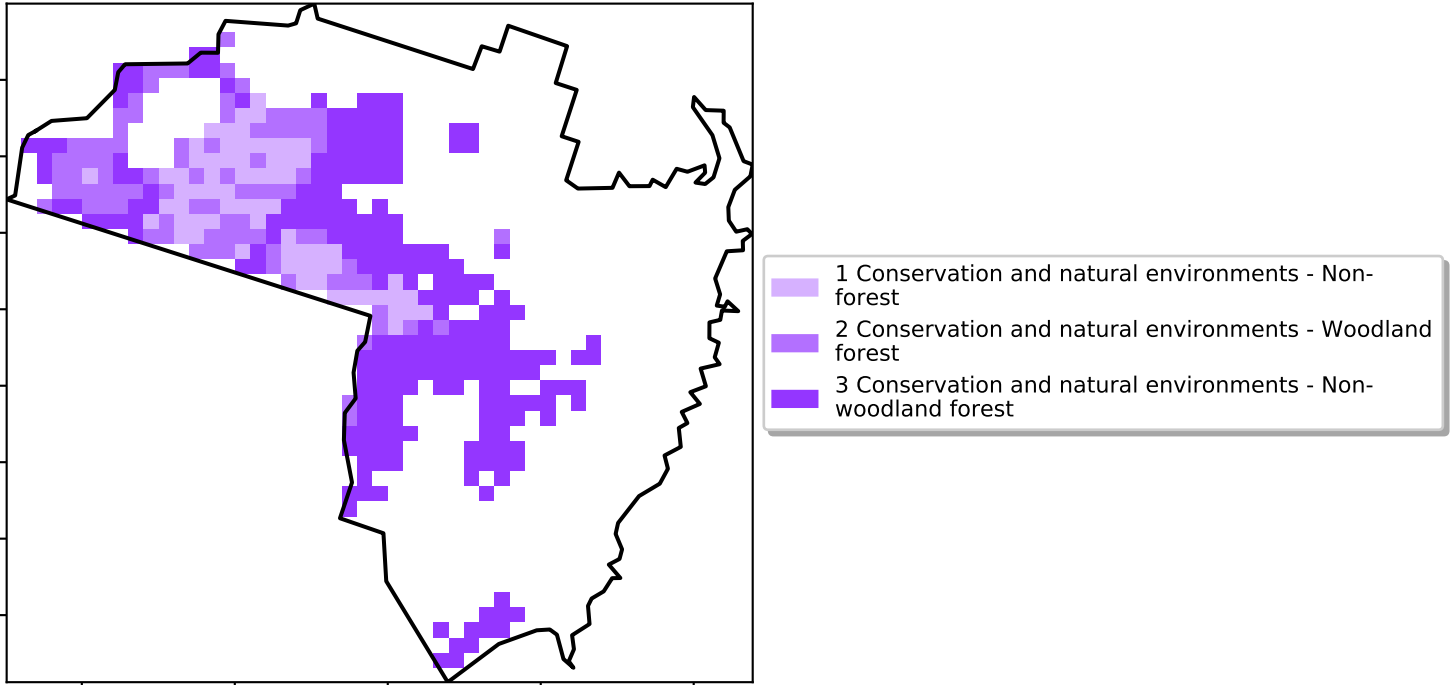 1 Conservation and natural environments - Non-
forest
2 Conservation and natural environments - Woodland
forest
3 Conservation and natural environments - Non-
woodland forest